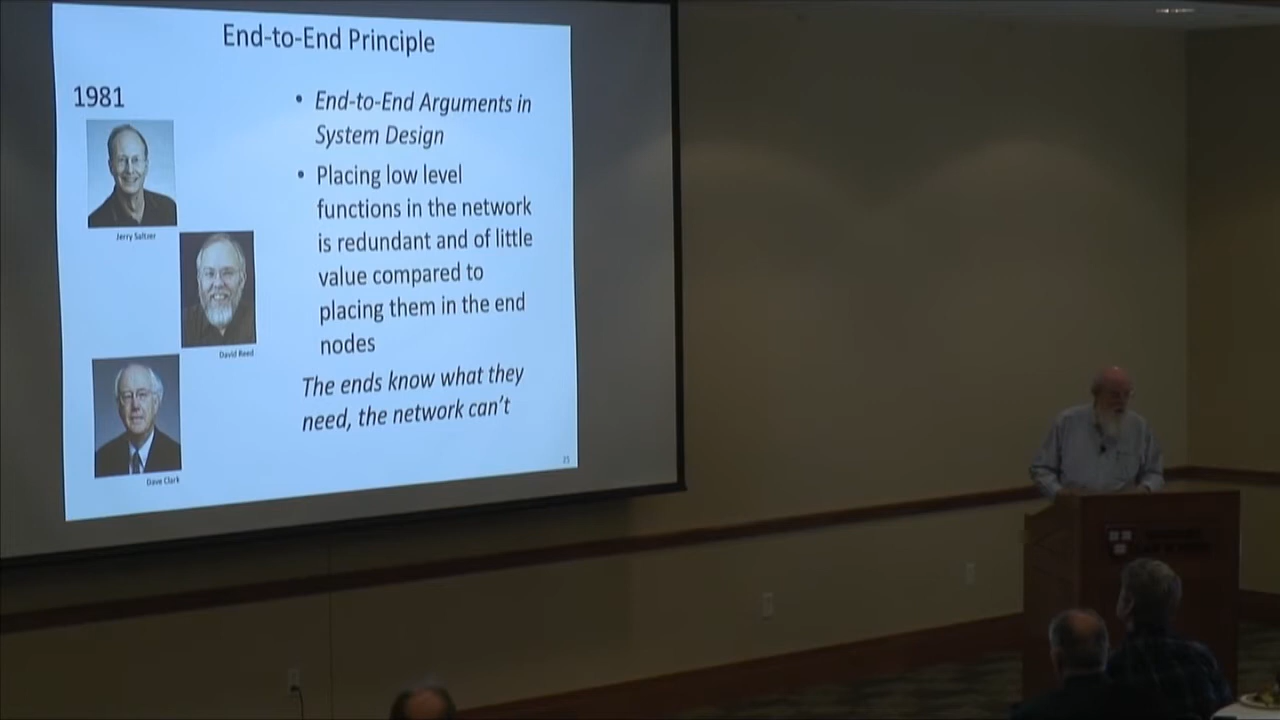 End-to-End Principle
1981
Jerry Saltzer
David Reed
Dave Clark
• End-to-End Arguments in
System Design
• Placing low level
functions in the network
is redundant and of little
value compared to
placing them in the end
nodes
The ends know what they
need, the network can't